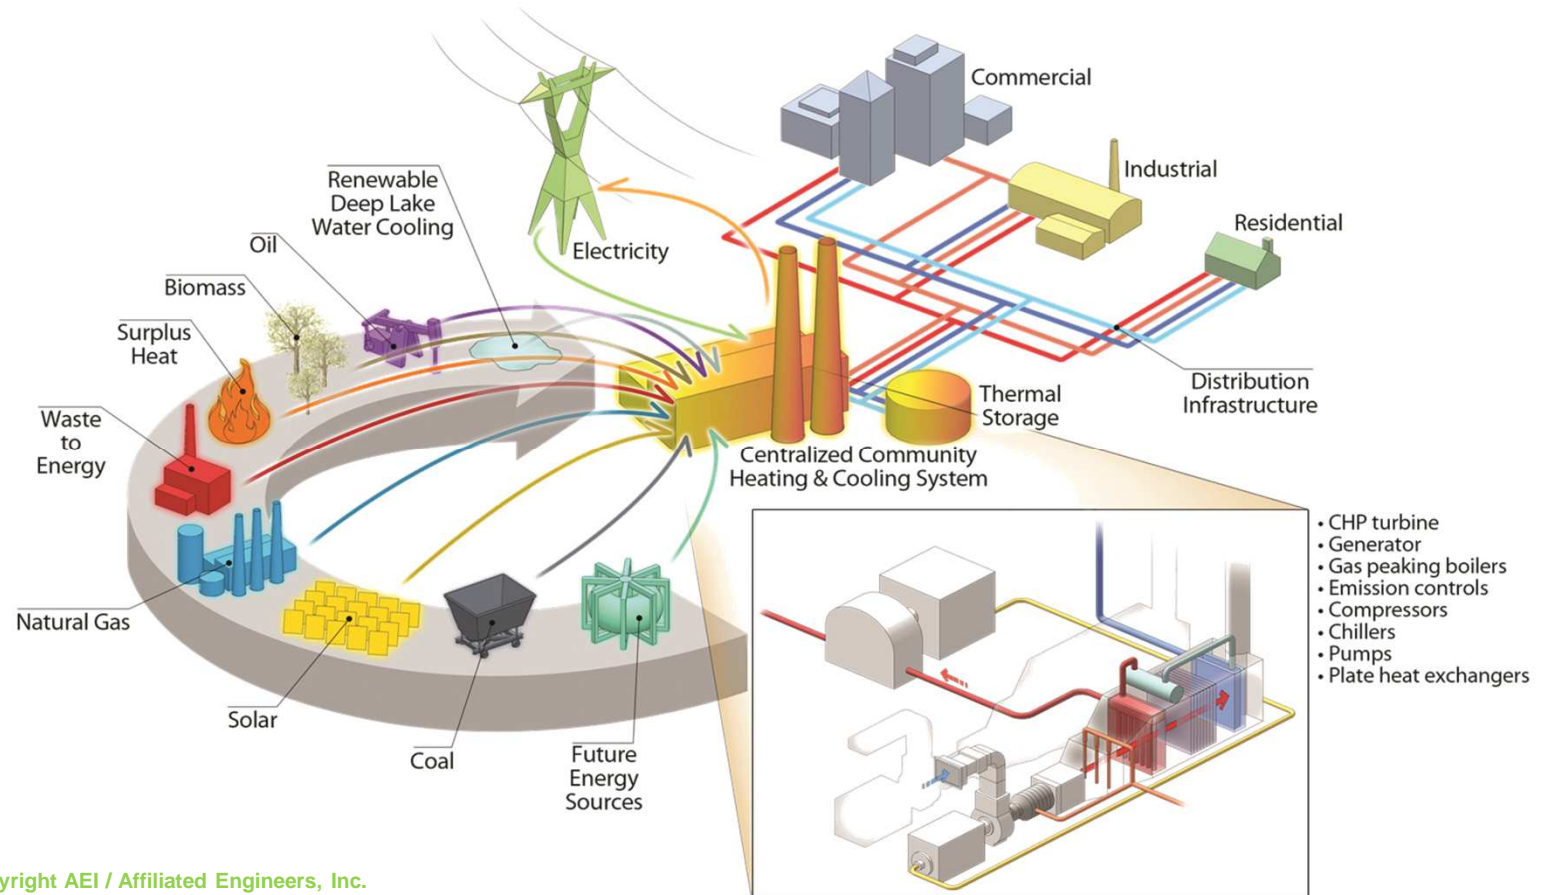 Commercial
Industrial
Residential
Renewable
Deep Lake
Water Cooling
Oil
Electricity
Biomass
Surplus
Heat
Waste
to
Energy
Distribution
Infrastructure
Thermal
Storage
Centralized Community
Heating & Cooling System
Natural Gas
Solar
Coal
Future
Energy
Sources
• CHP turbine
• Generator
• Gas peaking boilers
• Emission controls
• Compressors
• Chillers
• Pumps
• Plate heat exchangers
yright AEI / Affiliated Engineers, Inc.